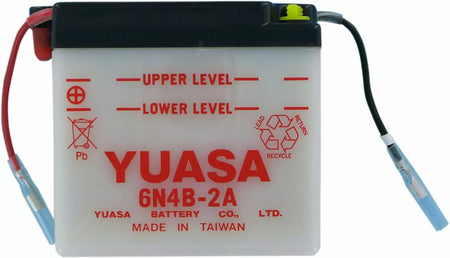 UPPER LEVEL
LOWER LEVEL
Pb
LEAD
RETURN
RECYCLE
YUASA
6N4B-2A
YUASA BATTERY CO., LTD.
MADE IN TAIWAN